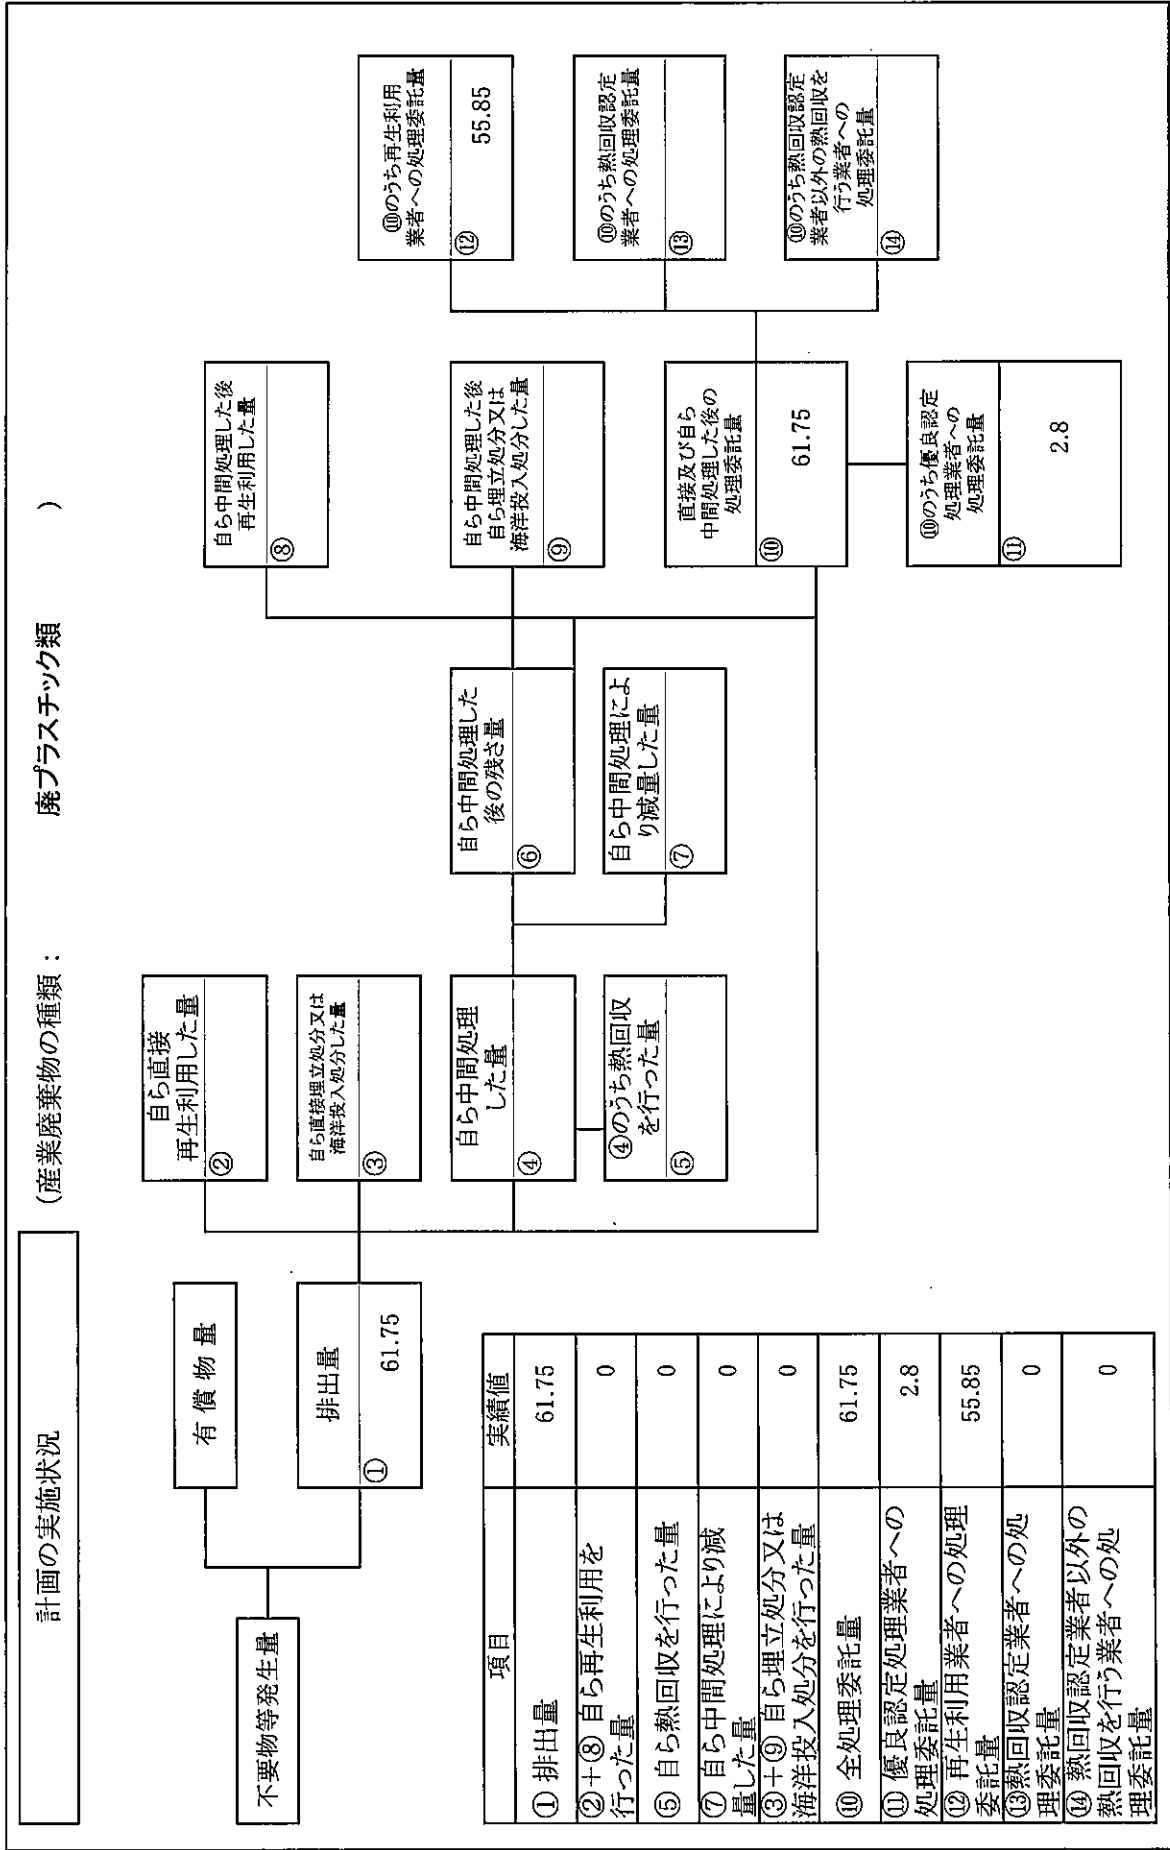 計画の実施状況
(産業廃棄物の種類： 廃プラスチック類 )
不要物等発生量
有 償 物 量
排出量
①
61.75
自ら直接
再生利用した量
②
自ら直接埋立処分又は
海洋投入処分した量
③
自ら中間処理
した量
④
④のうち熱回収
を行った量
⑤
自ら中間処理した
後の残さ量
⑥
自ら中間処理によ
り減量した量
⑦
自ら中間処理した後
再生利用した量
⑧
自ら中間処理した後
自ら埋立処分又は
海洋投入処分した量
⑨
直接及び自ら
中間処理した後の
処理委託量
⑩
61.75
⑩のうち優良認定
処理業者への
処理委託量
⑪
2.8
⑩のうち再生利用
業者への処理委託量
⑫
55.85
⑩のうち熱回収認定
業者への処理委託量
⑬
⑩のうち熱回収認定
業者以外の熱回収を
行う業者への
処理委託量
⑭
項目 実績値
① 排出量 61.75
②＋⑧ 自ら再生利用を
行った量 0
⑤ 自ら熱回収を行った量 0
⑦ 自ら中間処理により減
量した量 0
③＋⑨ 自ら埋立処分又は
海洋投入処分を行った量 0
⑩ 全処理委託量 61.75
⑪ 優良認定処理業者への
処理委託量 2.8
⑫ 再生利用業者への処理
委託量 55.85
⑬熱回収認定業者への処
理委託量 0
⑭ 熱回収認定業者以外の
熱回収を行う業者への処
理委託量 0